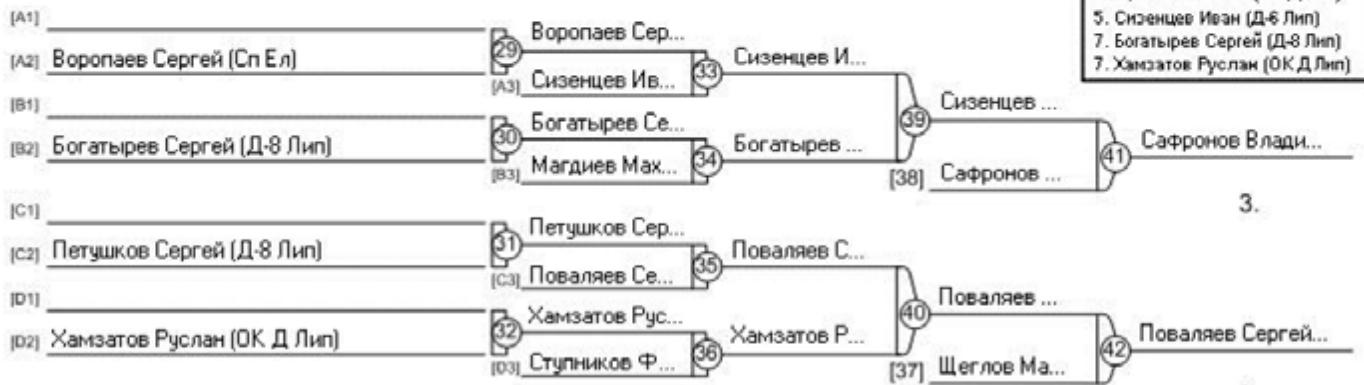 5. Сизенцев Иван (Д-6 Лип)
7. Богатырев Сергей (Д-8 Лип)
7. Хамзатов Руслан (ОК Д Лип)
[A1]
[A2] Воропаев Сергей (Сп Ел)
29 Воропаев Сер...
[A3] Сизенцев Ив...
33 Сизенцев И...
[B1]
[B2] Богатырев Сергей (Д-8 Лип)
30 Богатырев Се...
[B3] Магдиев Мах...
34 Богатырев ...
39 Сизенцев ...
[38] Сафронов ...
41 Сафронов Влади...
3.
[C1]
[C2] Петушков Сергей (Д-8 Лип)
31 Петушков Сер...
[C3] Поваляев Се...
35 Поваляев С...
[D1]
[D2] Хамзатов Руслан (ОК Д Лип)
32 Хамзатов Рус...
[D3] Ступников Ф...
36 Хамзатов Р...
40 Поваляев ...
[37] Щеглов Ма...
42 Поваляев Сергей...